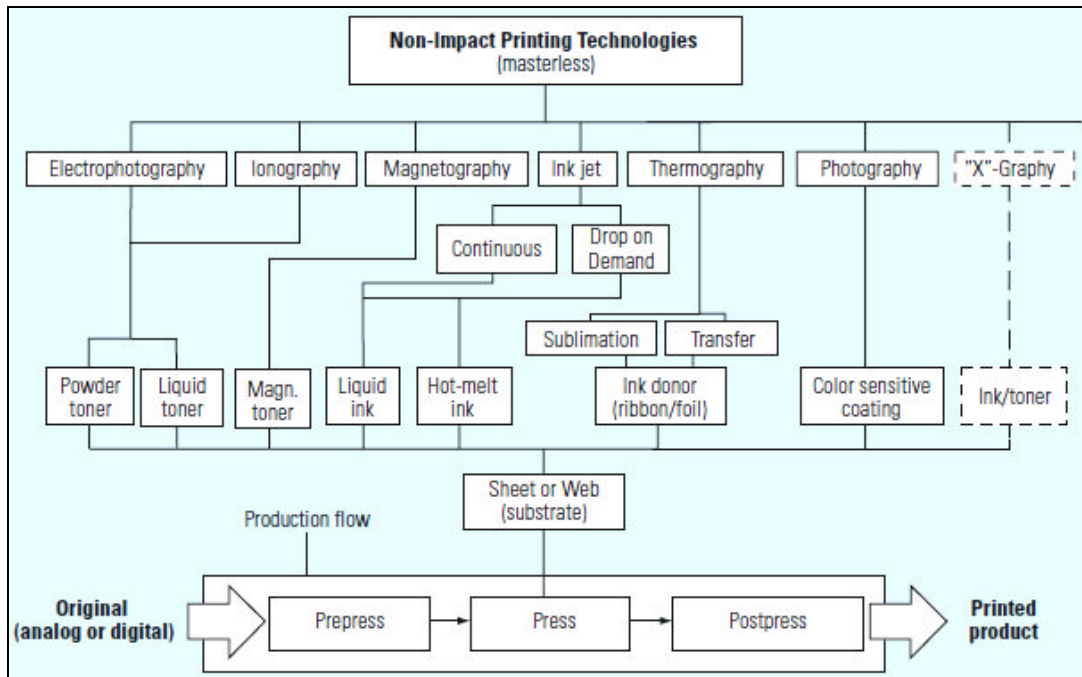 Non-Impact Printing Technologies
(masterless)
Electrophotography
Ionography
Magnetography
Ink jet
Thermography
Photography
"X"-Graphy
Continuous
Drop on
Demand
Sublimation
Transfer
Powder
toner
Liquid
toner
Magn.
toner
Liquid
ink
Hot-melt
ink
Ink donor
(ribbon/foil)
Color sensitive
coating
Ink/toner
Sheet or Web
(substrate)
Production flow
Original
(analog or digital)
Prepress
Press
Postpress
Printed
product